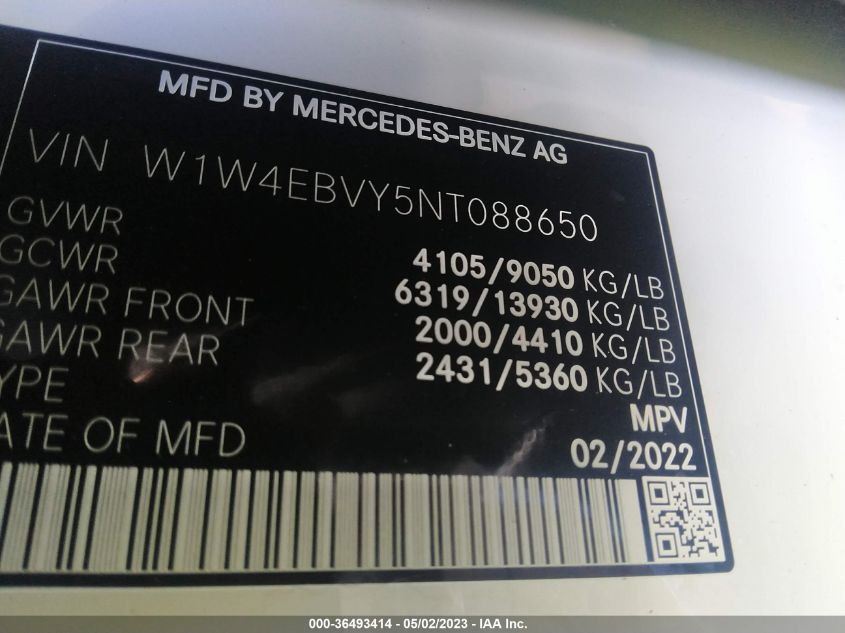 MFD BY MERCEDES-BENZ AG
VIN W1W4EBVY5NT088650
GVWR 4105/9050 KG/LB
GCWR 6319/13930 KG/LB
GAWR FRONT 2000/4410 KG/LB
GAWR REAR 2431/5360 KG/LB
YPE MPV
ATE OF MFD 02/2022
000-36493414 - 05/02/2023 - IAA Inc.